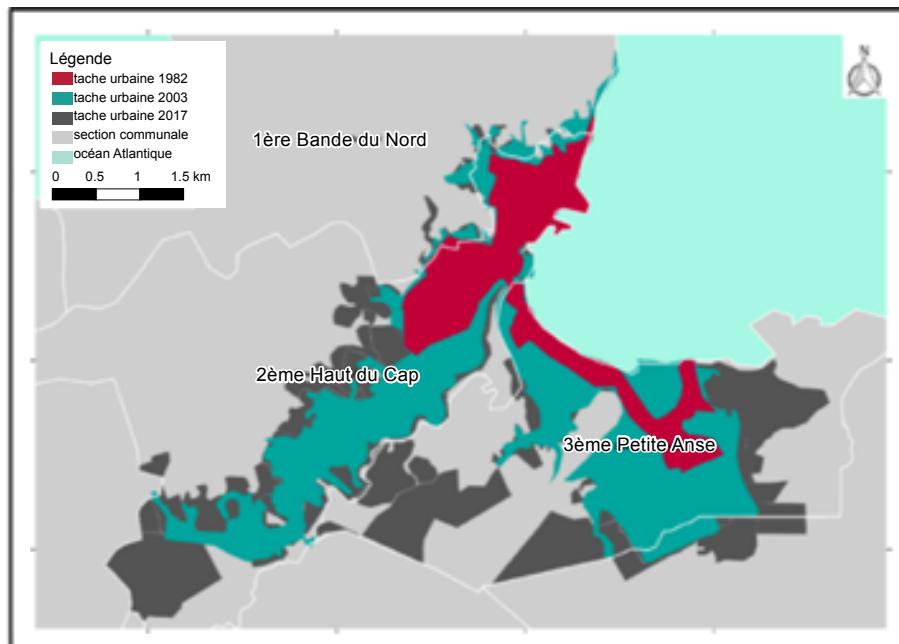 Légende
tache urbaine 1982
tache urbaine 2003
tache urbaine 2017
section communale
océan Atlantique
0 0.5 1 1.5 km
N
1ère Bande du Nord
2ème Haut du Cap
3ème Petite Anse